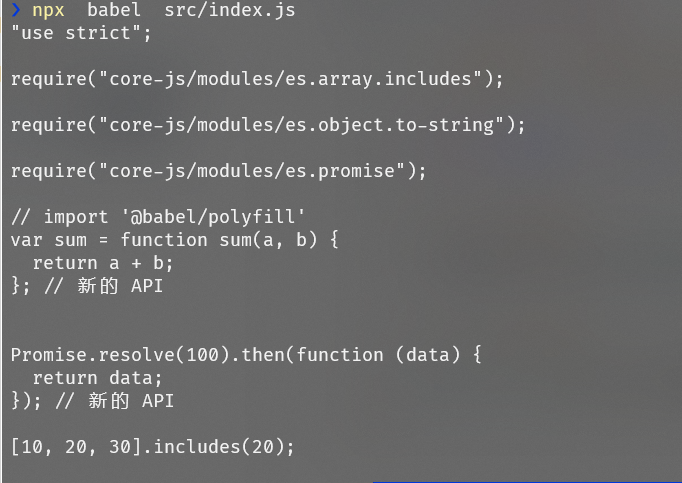 ❯ npx  babel  src/index.js
"use strict";
require("core-js/modules/es.array.includes");
require("core-js/modules/es.object.to-string");
require("core-js/modules/es.promise");
// import '@babel/polyfill'
var sum = function sum(a, b) {
  return a + b;
}; // 新的 API
Promise.resolve(100).then(function (data) {
  return data;
}); // 新的 API
[10, 20, 30].includes(20);